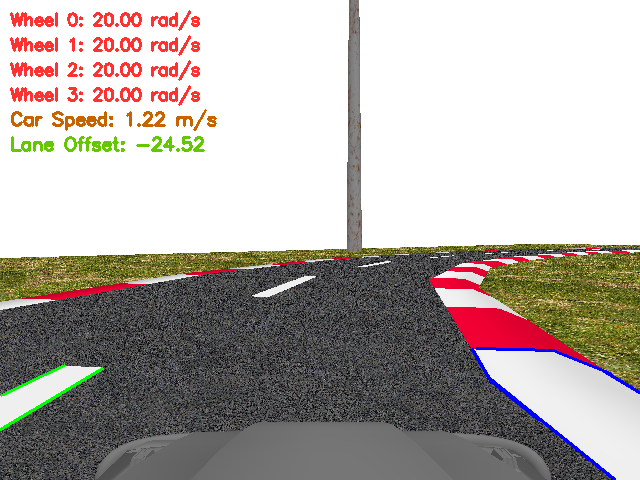 Wheel 0: 20.00 rad/s
Wheel 1: 20.00 rad/s
Wheel 2: 20.00 rad/s
Wheel 3: 20.00 rad/s
Car Speed: 1.22 m/s
Lane Offset: -24.52